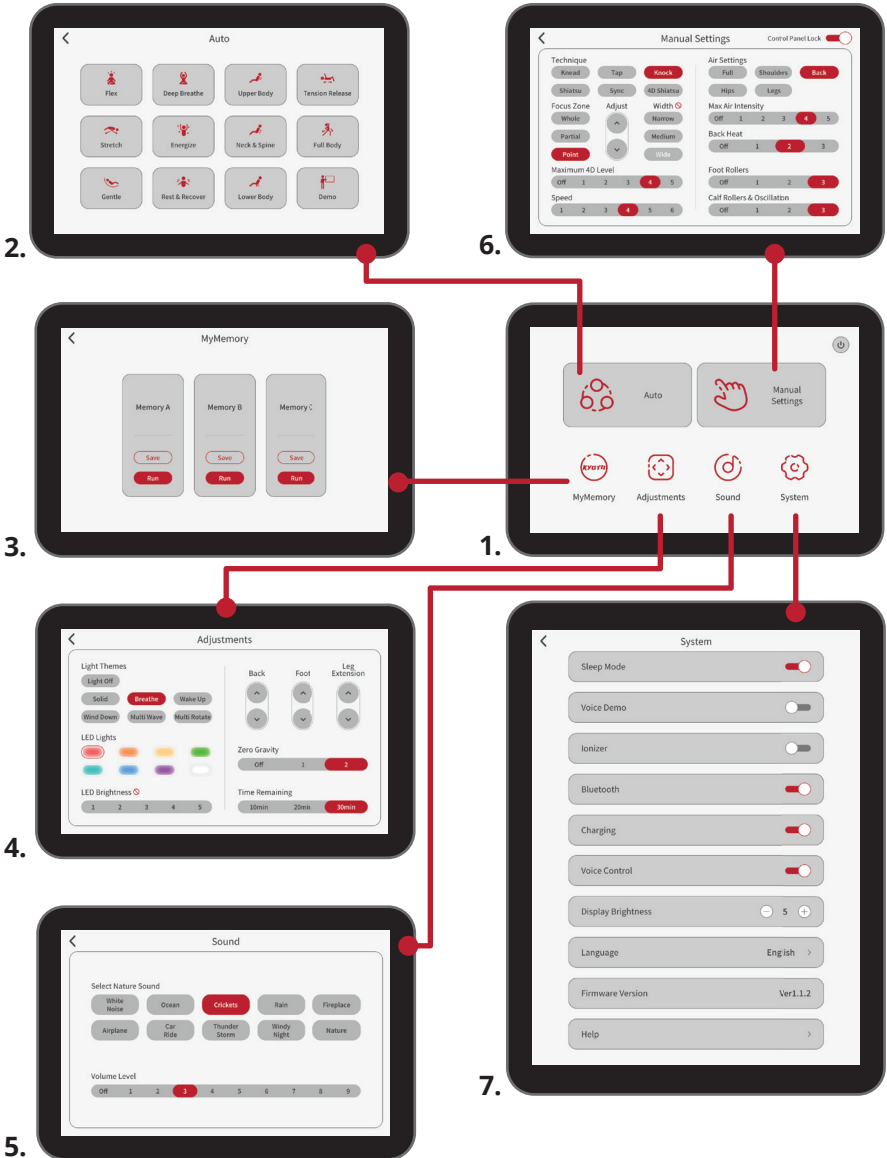 Auto
Flex
Deep Breathe
Upper Body
Tension Release
Stretch
Energize
Neck & Spine
Full Body
Gentle
Rest & Recover
Lower Body
Demo
2.
Manual Settings
Control Panel Lock
Technique
Knead Tap Knock
Shiatsu Sync 4D Shiatsu
Focus Zone Adjust Width
Whole Narrow
Partial Medium
Point Wide
Maximum 4D Level
Off 1 2 3 4 5
Speed
1 2 3 4 5 6
Air Settings
Full Shoulders Back
Hips Legs
Max Air Intensity
Off 1 2 3 4 5
Back Heat
Off 1 2 3
Foot Rollers
Off 1 2 3
Calf Rollers & Oscillation
Off 1 2 3
6.
MyMemory
Memory A Memory B Memory C
Save Save Save
Run Run Run
3.
Auto
Manual
Settings
KYOTA
MyMemory Adjustments Sound System
1.
Adjustments
Light Themes
Light Off
Solid Breathe Wake Up
Wind Down Multi Wave Multi Rotate
LED Lights
LED Brightness
1 2 3 4 5
Back Foot Leg
Extension
Zero Gravity
Off 1 2
Time Remaining
10min 20min 30min
4.
Sound
Select Nature Sound
White
Noise
Ocean
Crickets
Rain
Fireplace
Airplane
Car
Ride
Thunder
Storm
Windy
Night
Nature
Volume Level
Off 1 2 3 4 5 6 7 8 9
5.
System
Sleep Mode
Voice Demo
Ionizer
Bluetooth
Charging
Voice Control
Display Brightness 5
Language English
Firmware Version Ver1.1.2
Help
7.